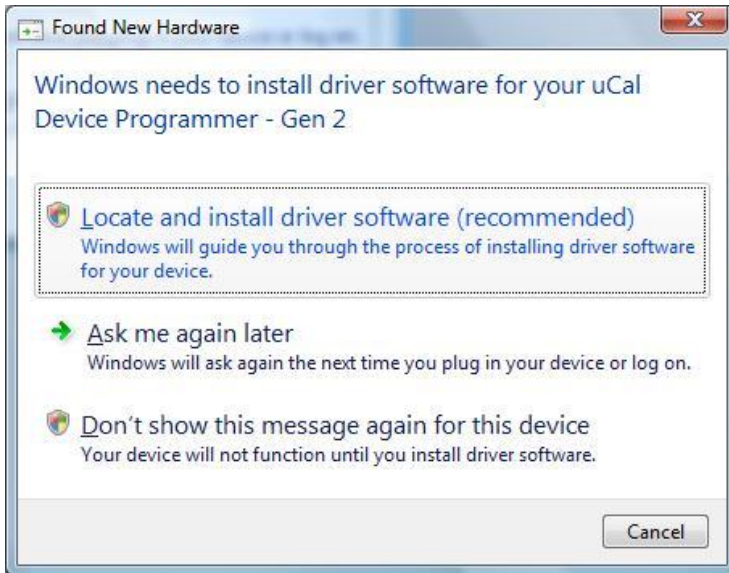 Found New Hardware
Windows needs to install driver software for your uCal
Device Programmer - Gen 2
Locate and install driver software (recommended)
Windows will guide you through the process of installing driver software
for your device.
Ask me again later
Windows will ask again the next time you plug in your device or log on.
Don't show this message again for this device
Your device will not function until you install driver software.
Cancel